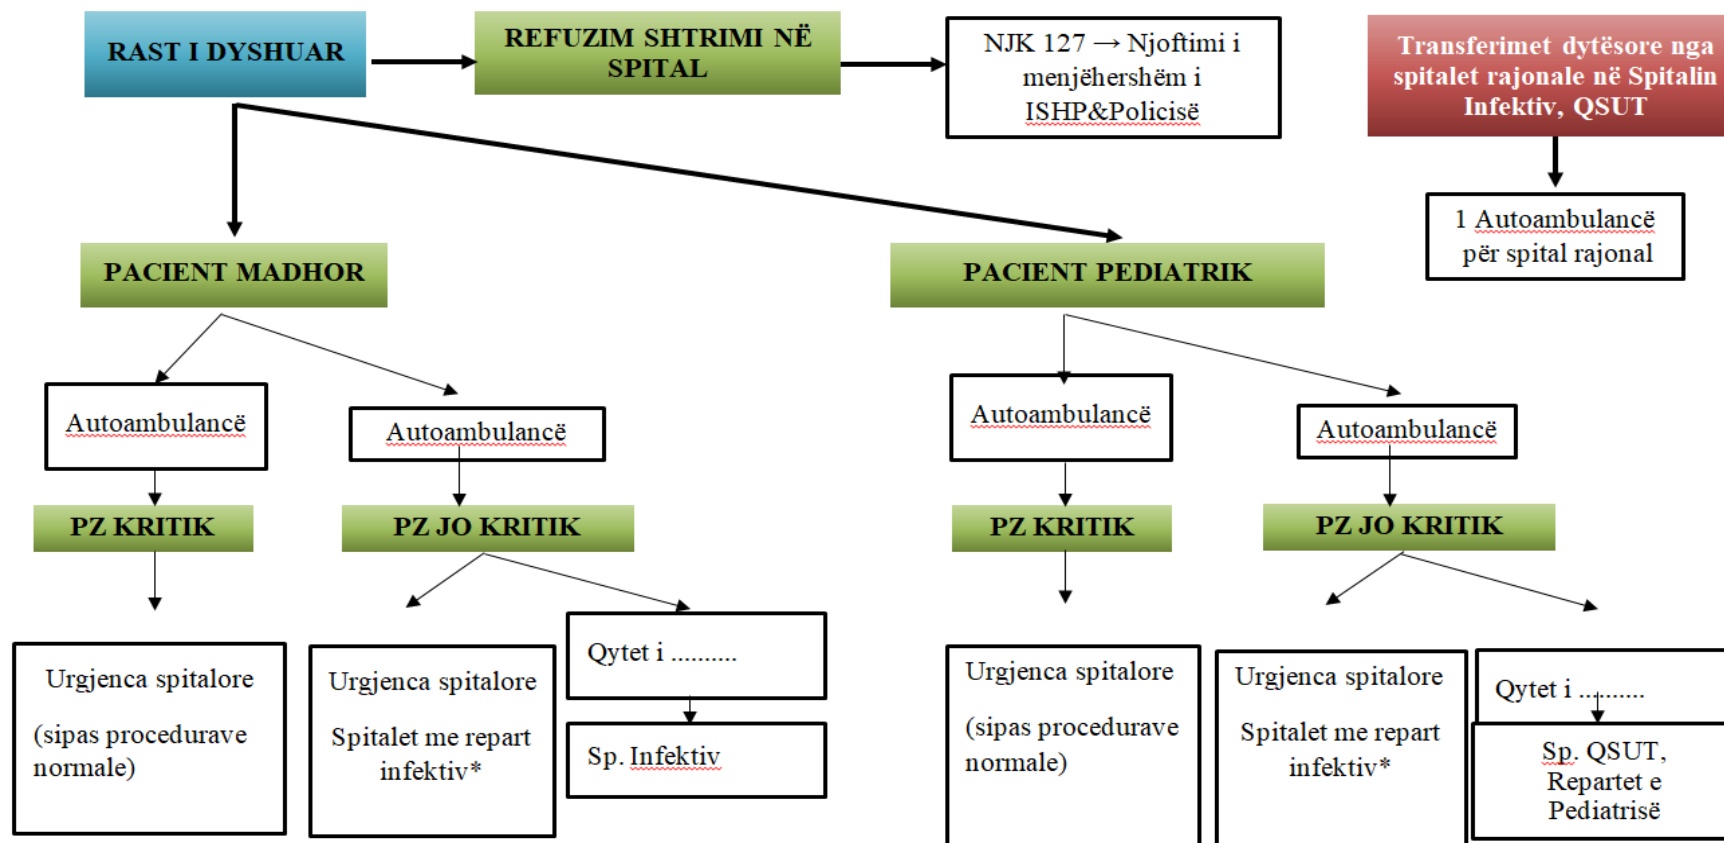 RAST I DYSHUAR
REFUZIM SHTRIMI NË
SPITAL
NJK 127 → Njoftimi i
menjëhershëm i
ISHP&Policisë
Transferimet dytësore nga
spitalet rajonale në Spitalin
Infektiv, QSUT
1 Autoambulancë
për spital rajonal
PACIENT MADHOR
PACIENT PEDIATRIK
Autoambulancë
Autoambulancë
Autoambulancë
Autoambulancë
PZ KRITIK
PZ JO KRITIK
PZ KRITIK
PZ JO KRITIK
Urgjenca spitalore
(sipas procedurave
normale)
Urgjenca spitalore
Spitalet me repart
infektiv*
Qytet i ..........
Sp. Infektiv
Urgjenca spitalore
(sipas procedurave
normale)
Urgjenca spitalore
Spitalet me repart
infektiv*
Qytet i ..........
Sp. QSUT,
Repartet e
Pediatrisë